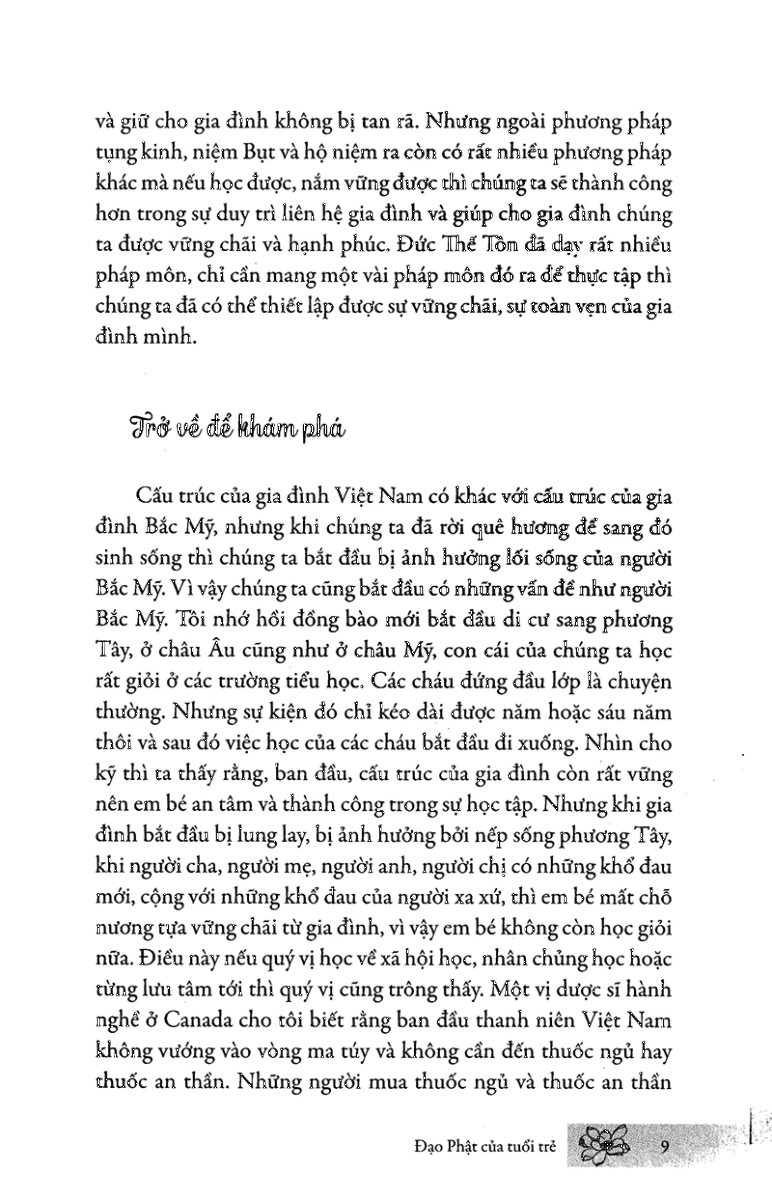 và giữ cho gia đình không bị tan rã. Nhưng ngoài phương pháp
tụng kinh, niệm Bụt và hộ niệm ra còn có rất nhiều phương pháp
khác mà nếu học được, nắm vững được thì chúng ta sẽ thành công
hơn trong sự duy trì liên hệ gia đình và giúp cho gia đình chúng
ta được vững chãi và hạnh phúc. Đức Thế Tôn đã dạy rất nhiều
pháp môn, chỉ cần mang một vài pháp môn đó ra để thực tập thì
chúng ta đã có thể thiết lập được sự vững chãi, sự toàn vẹn của gia
đình mình.
Trở về để khám phá
Cấu trúc của gia đình Việt Nam có khác với cấu trúc của gia
đình Bắc Mỹ, nhưng khi chúng ta đã rời quê hương để sang đó
sinh sống thì chúng ta bắt đầu bị ảnh hưởng lối sống của người
Bắc Mỹ. Vì vậy chúng ta cũng bắt đầu có những vấn đề như người
Bắc Mỹ. Tôi nhớ hồi đồng bào mới bắt đầu di cư sang phương
Tây, ở châu Âu cũng như ở châu Mỹ, con cái của chúng ta học
rất giỏi ở các trường tiểu học. Các cháu đứng đầu lớp là chuyện
thường. Nhưng sự kiện đó chỉ kéo dài được năm hoặc sáu năm
thôi và sau đó việc học của các cháu bắt đầu đi xuống. Nhìn cho
kỹ thì ta thấy rằng, ban đầu, cấu trúc của gia đình còn rất vững
nên em bé an tâm và thành công trong sự học tập. Nhưng khi gia
đình bắt đầu bị lung lay, bị ảnh hưởng bởi nếp sống phương Tây,
khi người cha, người mẹ, người anh, người chị có những khổ đau
mới, cộng với những khổ đau của người xa xứ, thì em bé mất chỗ
nương tựa vững chãi từ gia đình, vì vậy em bé không còn học giỏi
nữa. Điều này nếu quý vị học về xã hội học, nhân chủng học hoặc
từng lưu tâm tới thì quý vị cũng trông thấy. Một vị dược sĩ hành
nghề ở Canada cho tôi biết rằng ban đầu thanh niên Việt Nam
không vướng vào vòng ma túy và không cần đến thuốc ngủ hay
thuốc an thần. Những người mua thuốc ngủ và thuốc an thần
Đạo Phật của tuổi trẻ 9